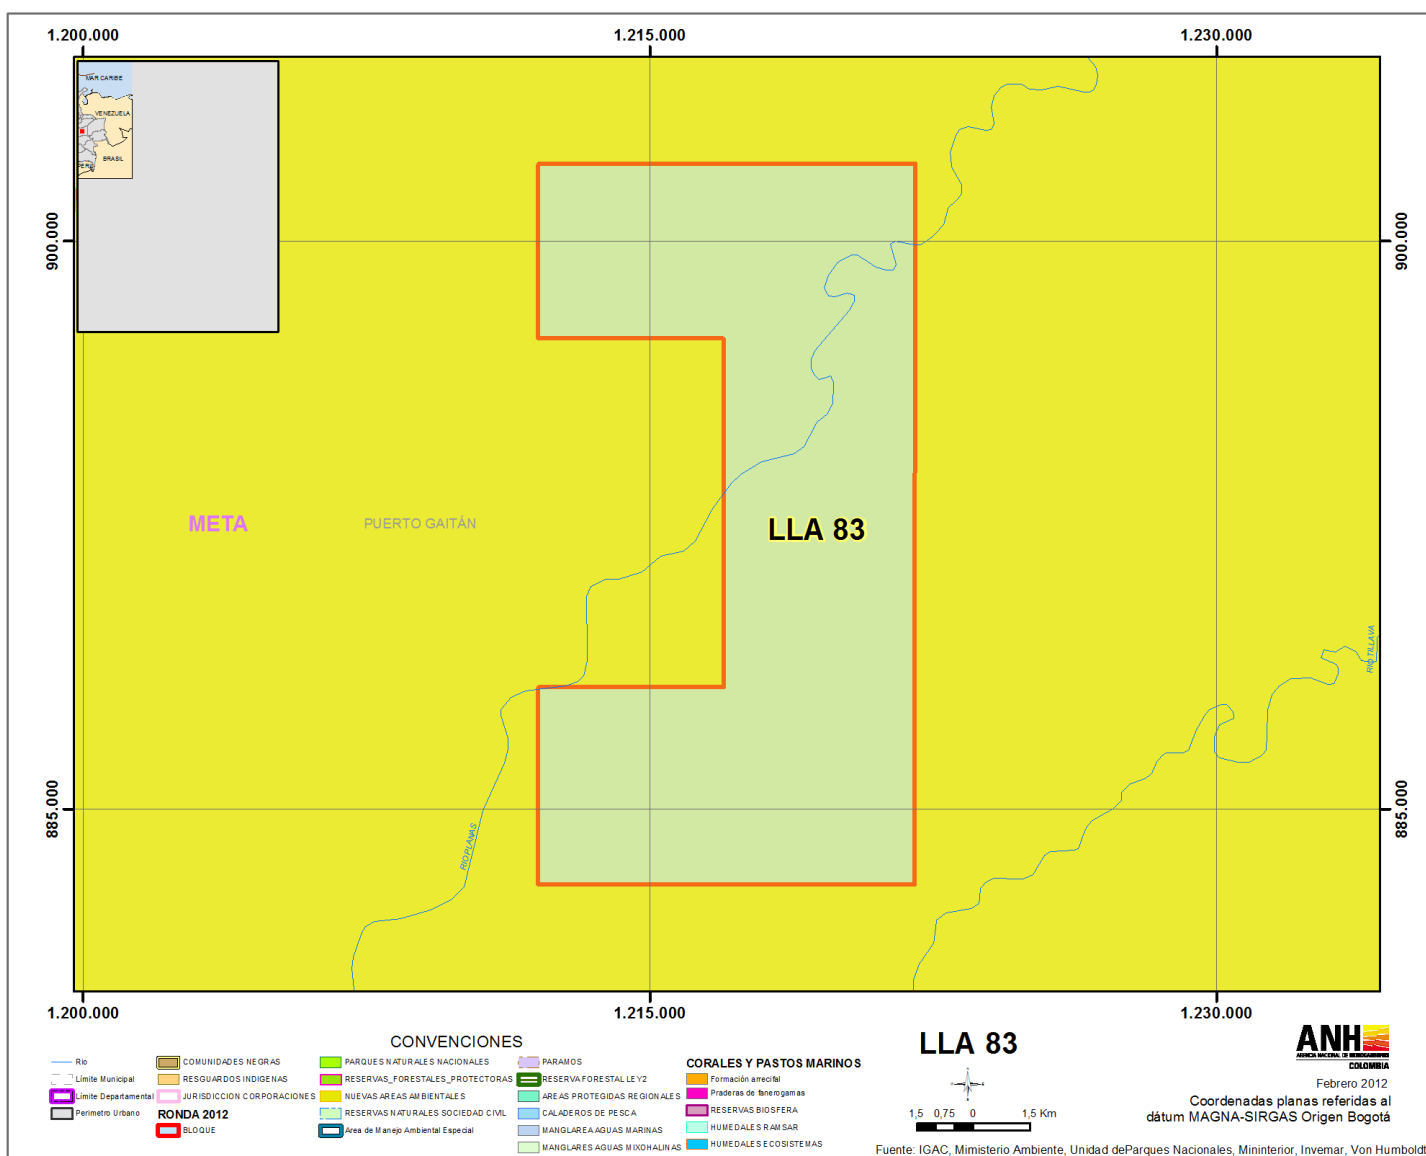 1.200.000
1.215.000
1.230.000
MAR CARIBE
VENEZUELA
BRASIL
PERÚ
900.000
900.000
META
PUERTO GAITÁN
LLA 83
RIO TILLAVA
885.000
885.000
RIO PLANAS
1.200.000
1.215.000
1.230.000
CONVENCIONES
Rio
Límite Municipal
Límite Departamental
Perimetro Urbano
COMUNIDADES NEGRAS
RESGUARDOS INDIGENAS
JURISDICCION CORPORACIONES
RONDA 2012
BLOQUE
PARQUES NATURALES NACIONALES
RESERVAS_FORESTALES_PROTECTORAS
NUEVAS AREAS AMBIENTALES
RESERVAS NATURALES SOCIEDAD CIVIL
Area de Manejo Ambiental Especial
PARAMOS
RESERVA FORESTAL LEY2
AREAS PROTEGIDAS REGIONALES
CALADEROS DE PESCA
MANGLAREA AGUAS MARINAS
MANGLARES AGUAS MIXOHALINAS
CORALES Y PASTOS MARINOS
Formación arrecifal
Praderas de fanerogamas
RESERVAS BIOSFERA
HUMEDALES RAMSAR
HUMEDALES ECOSISTEMAS
LLA 83
1,5 0,75 0 1,5 Km
ANH
AGENCIA NACIONAL DE HIDROCARBUROS
COLOMBIA
Febrero 2012
Coordenadas planas referidas al
dátum MAGNA-SIRGAS Origen Bogotá
Fuente: IGAC, Mimisterio Ambiente, Unidad deParques Nacionales, Mininterior, Invemar, Von Humboldt